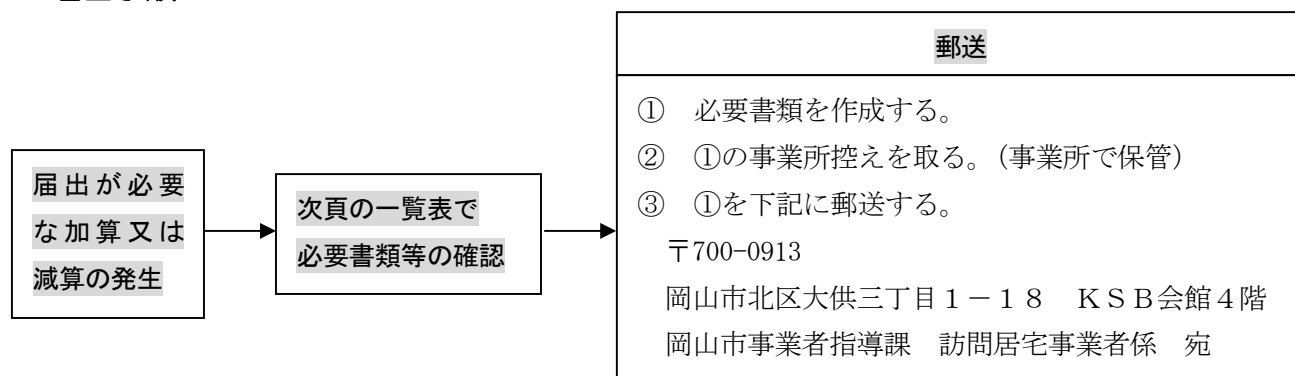 届出が必要
な加算又は
減算の発生
次頁の一覧表で
必要書類等の確認
郵送
① 必要書類を作成する。
② ①の事業所控えを取る。（事業所で保管）
③ ①を下記に郵送する。
〒700-0913
岡山市北区大供三丁目１－１８ ＫＳＢ会館４階
岡山市事業者指導課 訪問居宅事業者係 宛